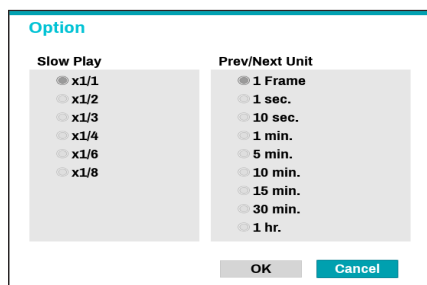 Option
Slow Play
x1/1
x1/2
x1/3
x1/4
x1/6
x1/8
Prev/Next Unit
1 Frame
1 sec.
10 sec.
1 min.
5 min.
10 min.
15 min.
30 min.
1 hr.
OK
Cancel